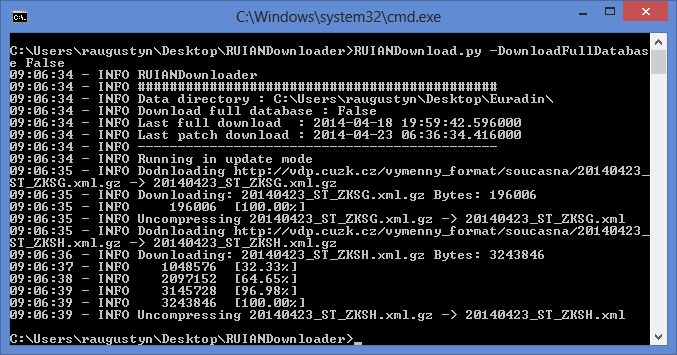 C:\Windows\system32\cmd.exe
C:\Users\raugustyn\Desktop\RUIANDownloader>RUIANDownload.py -DownloadFullDatabas
e False
09:06:34 - INFO RUIANDownloader
09:06:34 - INFO #############################################
09:06:34 - INFO Data directory : C:\Users\raugustyn\Desktop\Euradin\
09:06:34 - INFO Download full database : False
09:06:34 - INFO Last full download  : 2014-04-18 19:59:42.596000
09:06:34 - INFO Last patch download : 2014-04-23 06:36:34.416000
09:06:34 - INFO ---------------------------------------------
09:06:34 - INFO Running in update mode
09:06:35 - INFO Dodnloading http://vdp.cuzk.cz/vymenny_format/soucasna/20140423_
ST_ZKSG.xml.gz -> 20140423_ST_ZKSG.xml.gz
09:06:35 - INFO Downloading: 20140423_ST_ZKSG.xml.gz Bytes: 196006
09:06:35 - INFO     196006  [100.00%]
09:06:35 - INFO Uncompressing 20140423_ST_ZKSG.xml.gz -> 20140423_ST_ZKSG.xml
09:06:35 - INFO Dodnloading http://vdp.cuzk.cz/vymenny_format/soucasna/20140423_
ST_ZKSH.xml.gz -> 20140423_ST_ZKSH.xml.gz
09:06:36 - INFO Downloading: 20140423_ST_ZKSH.xml.gz Bytes: 3243846
09:06:37 - INFO    1048576  [32.33%]
09:06:38 - INFO    2097152  [64.65%]
09:06:39 - INFO    3145728  [96.98%]
09:06:39 - INFO    3243846  [100.00%]
09:06:39 - INFO Uncompressing 20140423_ST_ZKSH.xml.gz -> 20140423_ST_ZKSH.xml
C:\Users\raugustyn\Desktop\RUIANDownloader>_